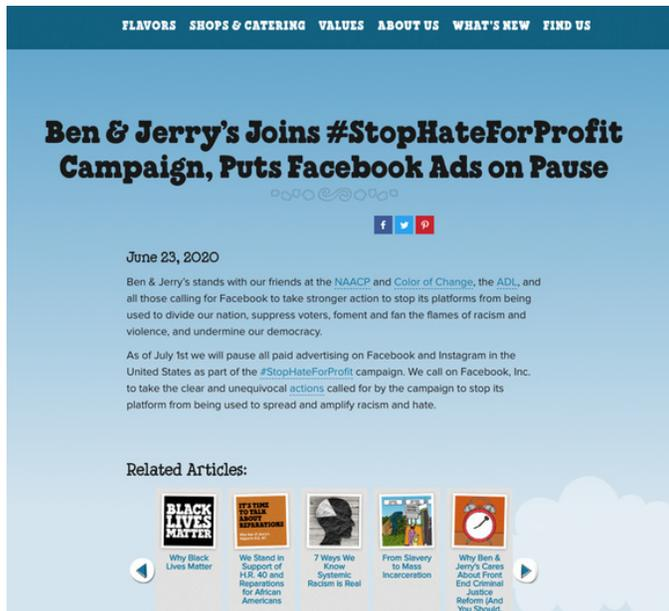 FLAVORS SHOPS & CATERING VALUES ABOUT US WHAT'S NEW FIND US
Ben & Jerry's Joins #StopHateForProfit
Campaign, Puts Facebook Ads on Pause
June 23, 2020
Ben & Jerry's stands with our friends at the NAACP and Color of Change, the ADL, and
all those calling for Facebook to take stronger action to stop its platforms from being
used to divide our nation, suppress voters, foment and fan the flames of racism and
violence, and undermine our democracy.
As of July 1st we will pause all paid advertising on Facebook and Instagram in the
United States as part of the #StopHateForProfit campaign. We call on Facebook, Inc.
to take the clear and unequivocal actions called for by the campaign to stop its
platform from being used to spread and amplify racism and hate.
Related Articles:
BLACK
LIVES
MATTER
Why Black
Lives Matter
IT'S TIME
TO TALK
ABOUT
REPARATIONS
We Stand in
Support of
H.R. 40 and
Reparations
for African
Americans
7 Ways We
Know
Systemic
Racism is Real
From Slavery
to Mass
Incarceration
Why Ben &
Jerry's Cares
About Front
End Criminal
Justice
Reform (And
You Should,